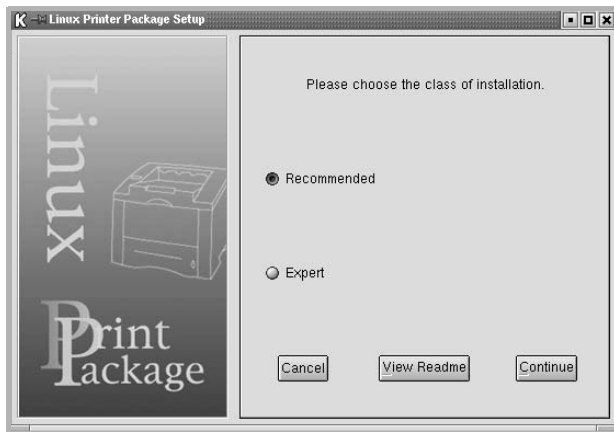 Linux Printer Package Setup
Linux
Print
Package
Please choose the class of installation.
Recommended
Expert
Cancel
View Readme
Continue